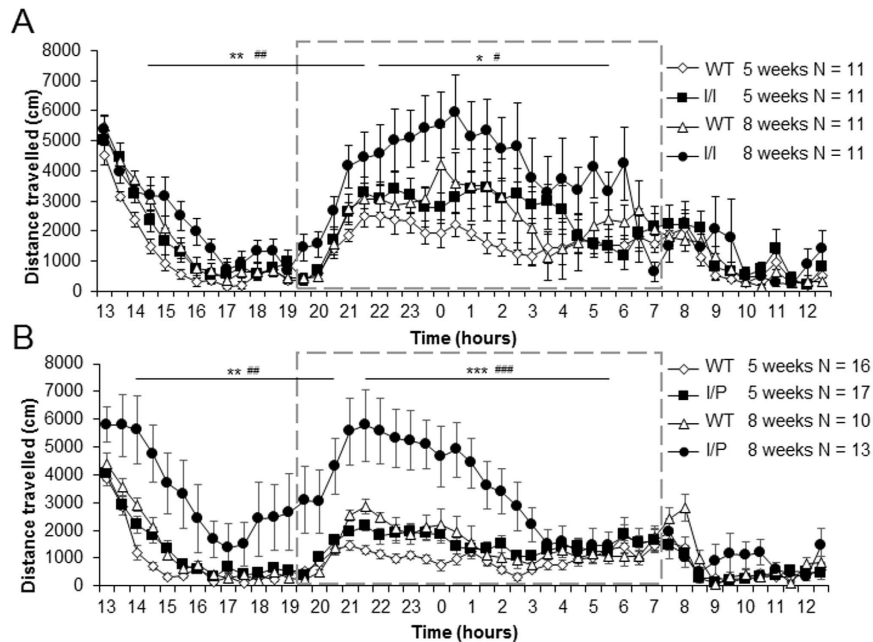 A
8000
7000
6000
5000
4000
3000
2000
1000
0
Distance travelled (cm)
** ##
* #
WT 5 weeks N = 11
I/I 5 weeks N = 11
WT 8 weeks N = 11
I/I 8 weeks N = 11
13 14 15 16 17 18 19 20 21 22 23 0 1 2 3 4 5 6 7 8 9 10 11 12
Time (hours)
B
8000
7000
6000
5000
4000
3000
2000
1000
0
Distance travelled (cm)
** ##
*** ###
WT 5 weeks N = 16
I/P 5 weeks N = 17
WT 8 weeks N = 10
I/P 8 weeks N = 13
13 14 15 16 17 18 19 20 21 22 23 0 1 2 3 4 5 6 7 8 9 10 11 12
Time (hours)